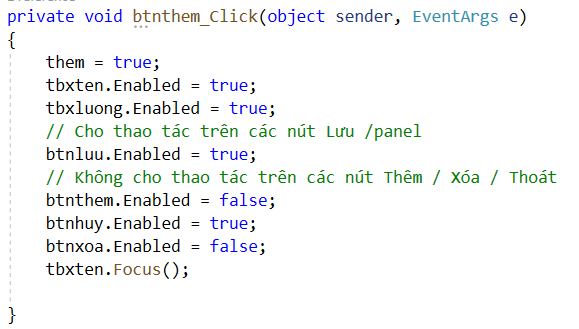 private void btnthem_Click(object sender, EventArgs e)
{
them = true;
tbxten.Enabled = true;
tbxluong.Enabled = true;
// Cho thao tác trên các nút Lưu /panel
btnluu.Enabled = true;
// Không cho thao tác trên các nút Thêm / Xóa / Thoát
btnthem.Enabled = false;
btnhuy.Enabled = true;
btnxoa.Enabled = false;
tbxten.Focus();
}